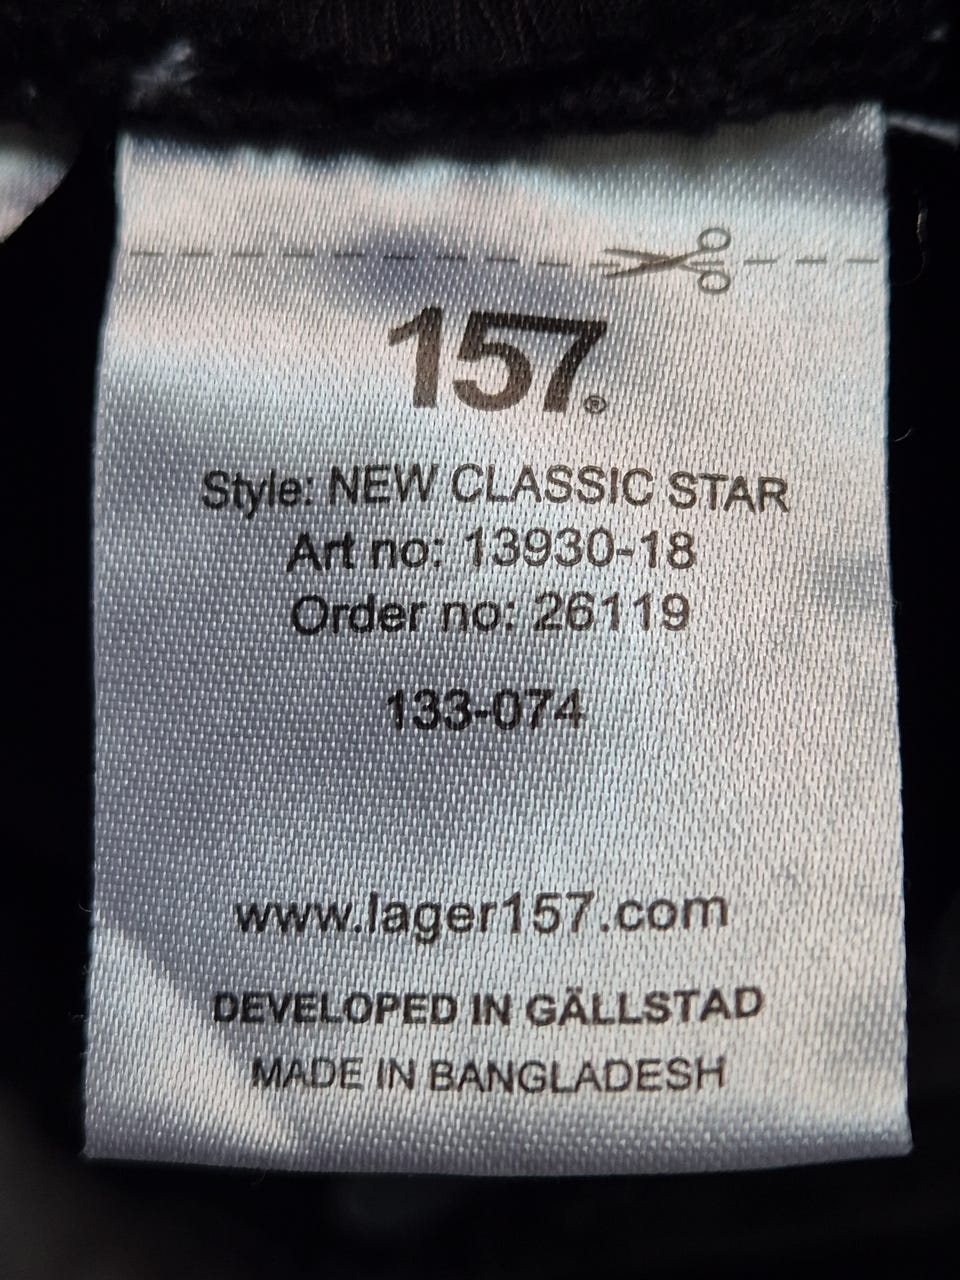 157®
Style: NEW CLASSIC STAR
Art no: 13930-18
Order no: 26119
133-074
www.lager157.com
DEVELOPED IN GÄLLSTAD
MADE IN BANGLADESH